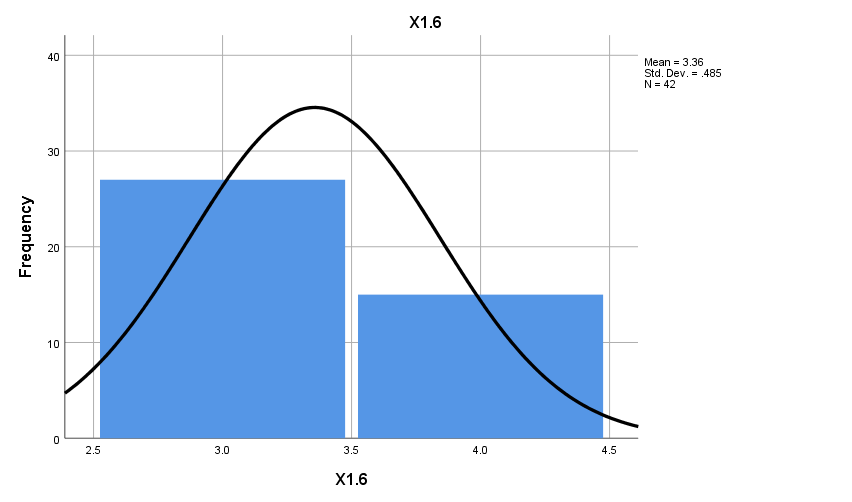 X1.6
Mean = 3.36
Std. Dev. = .485
N = 42
40
30
20
10
0
Frequency
2.5 3.0 3.5 4.0 4.5
X1.6